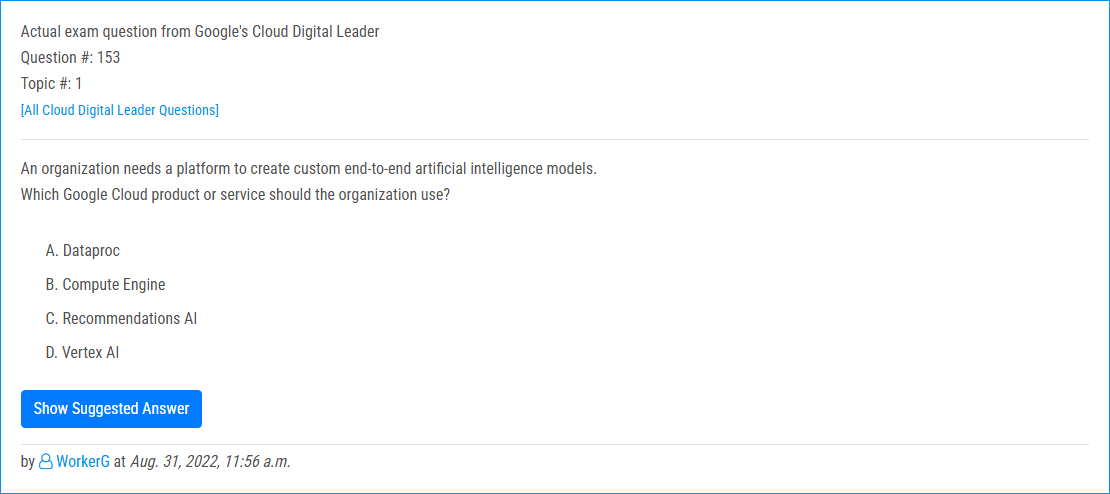 Actual exam question from Google's Cloud Digital Leader
Question #: 153
Topic #: 1
[All Cloud Digital Leader Questions]
An organization needs a platform to create custom end-to-end artificial intelligence models.
Which Google Cloud product or service should the organization use?
A. Dataproc
B. Compute Engine
C. Recommendations AI
D. Vertex AI
Show Suggested Answer
by WorkerG at Aug. 31, 2022, 11:56 a.m.